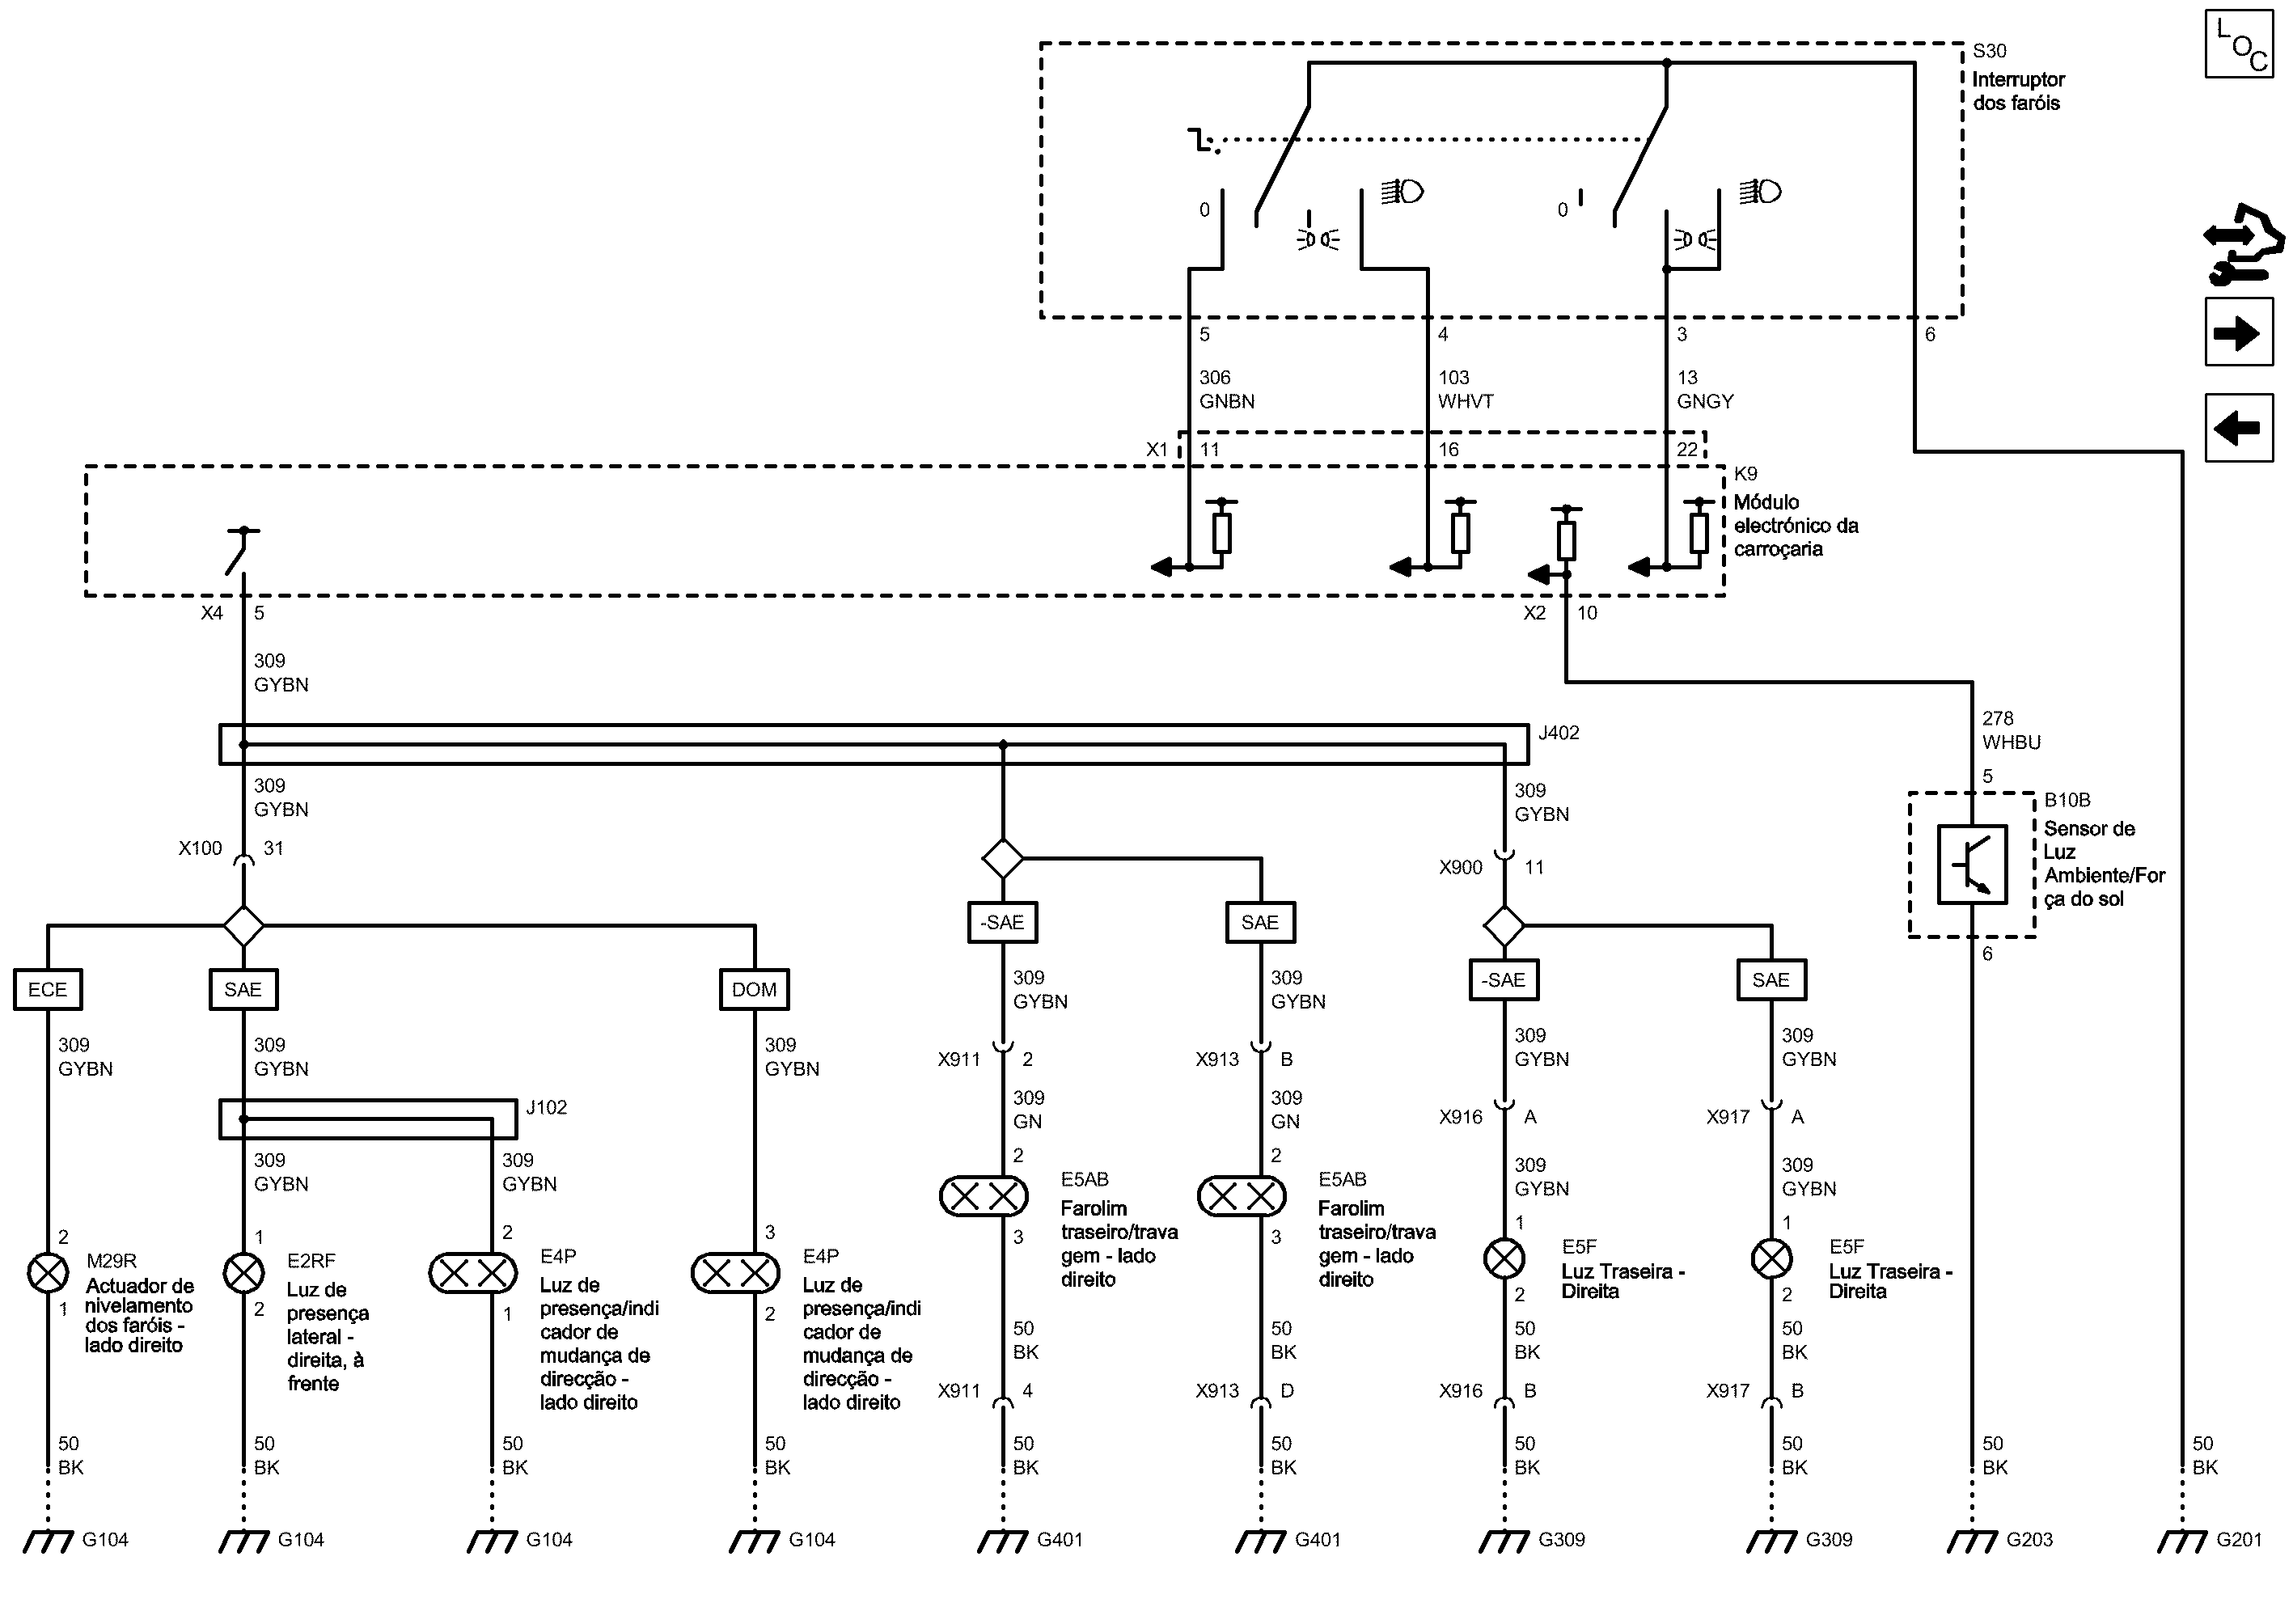 LOC
S30
Interruptor
dos faróis
0
0
5
4
3
6
306
GNBN
103
WHVT
13
GNGY
X1
11
16
22
K9
Módulo
electrónico da
carroçaria
X4
5
X2
10
309
GYBN
278
WHBU
J402
5
309
GYBN
309
GYBN
B10B
Sensor de
Luz
Ambiente/For
ça do sol
X100
31
X900
11
-SAE
SAE
6
ECE
SAE
DOM
-SAE
SAE
309
GYBN
309
GYBN
309
GYBN
309
GYBN
309
GYBN
309
GYBN
309
GYBN
X911
2
X913
B
J102
309
GN
309
GN
X916
A
X917
A
309
GYBN
309
GYBN
2
2
309
GYBN
309
GYBN
E5AB
Farolim
traseiro/trava
gem - lado
direito
E5AB
Farolim
traseiro/trava
gem - lado
direito
2
1
2
3
3
3
1
1
M29R
Actuador de
nivelamento
dos faróis -
lado direito
E2RF
Luz de
presença
lateral -
direita, à
frente
E4P
Luz de
presença/indi
cador de
mudança de
direcção -
lado direito
E4P
Luz de
presença/indi
cador de
mudança de
direcção -
lado direito
E5F
Luz Traseira -
Direita
E5F
Luz Traseira -
Direita
1
2
1
2
2
2
50
BK
50
BK
50
BK
50
BK
X911
4
X913
D
X916
B
X917
B
50
BK
50
BK
50
BK
50
BK
50
BK
50
BK
50
BK
50
BK
50
BK
50
BK
G104
G104
G104
G104
G401
G401
G309
G309
G203
G201